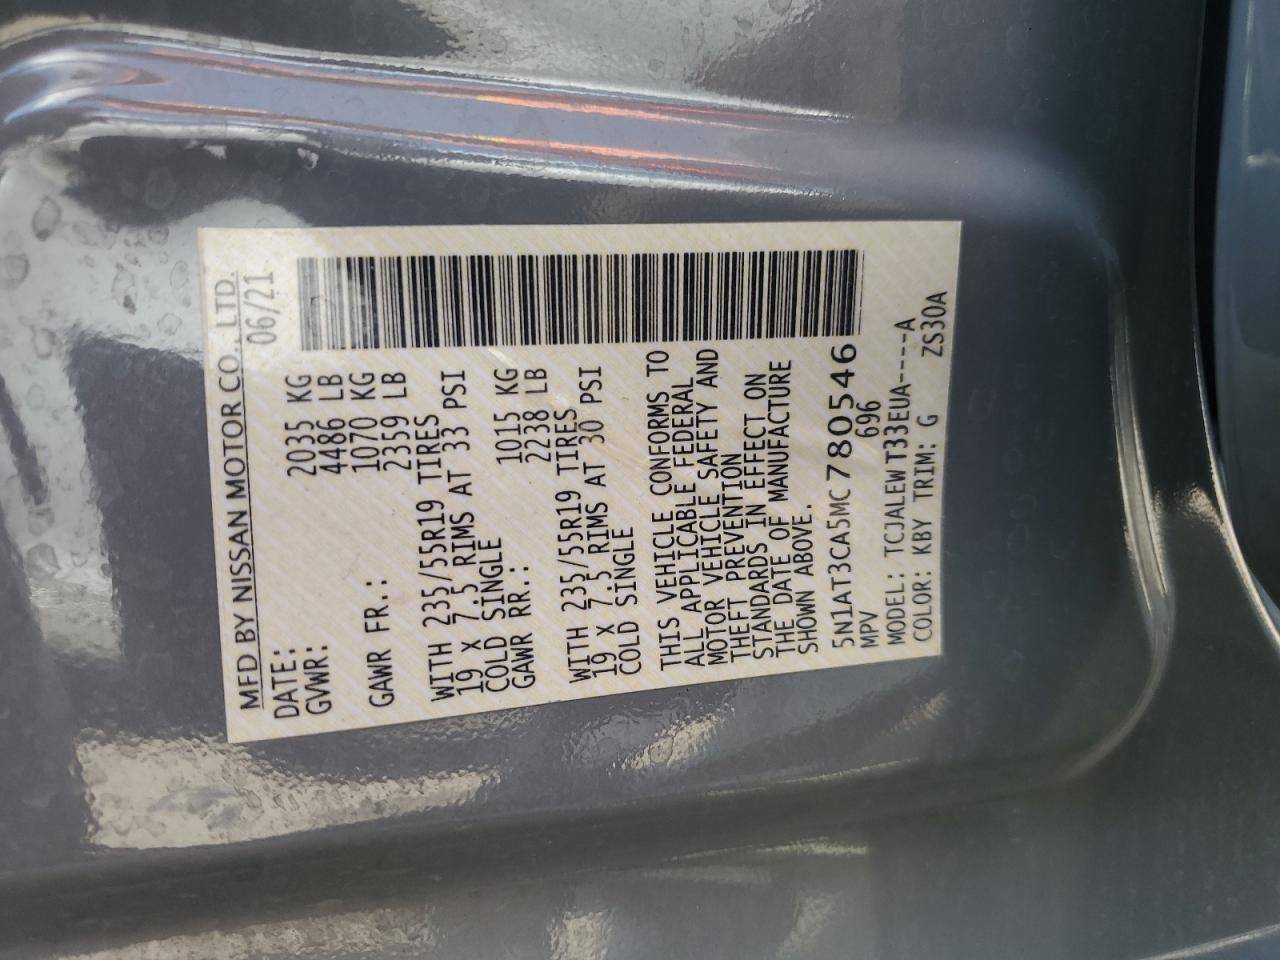 MFD BY NISSAN MOTOR CO., LTD.
DATE: 06/21
GVWR: 2035 KG
4486 LB
GAWR FR.: 1070 KG
2359 LB
WITH 235/55R19 TIRES
19 X 7.5 RIMS AT 33 PSI
COLD SINGLE
GAWR RR.: 1015 KG
2238 LB
WITH 235/55R19 TIRES
19 X 7.5 RIMS AT 30 PSI
COLD SINGLE
THIS VEHICLE CONFORMS TO
ALL APPLICABLE FEDERAL
MOTOR VEHICLE SAFETY AND
THEFT PREVENTION
STANDARDS IN EFFECT ON
THE DATE OF MANUFACTURE
SHOWN ABOVE.
5N1AT3CA5MC780546
MPV 696
MODEL: TCJALEWT33EUA-----A
COLOR: KBY TRIM: G ZS30A